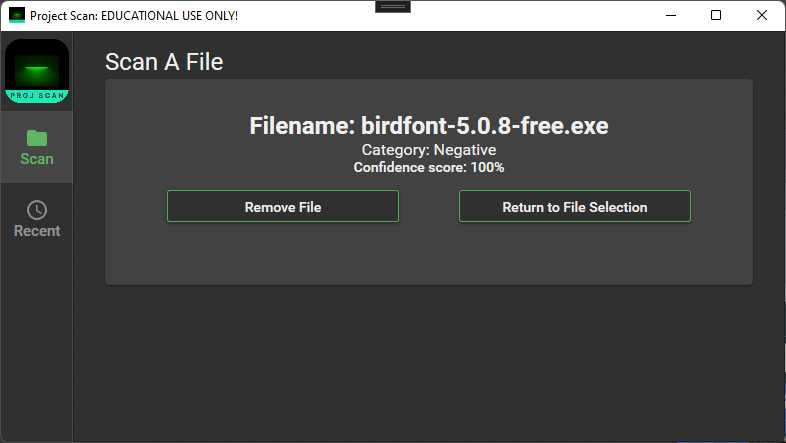 Project Scan: EDUCATIONAL USE ONLY!
PROJ SCAN
Scan
Recent
Scan A File
Filename: birdfont-5.0.8-free.exe
Category: Negative
Confidence score: 100%
Remove File
Return to File Selection